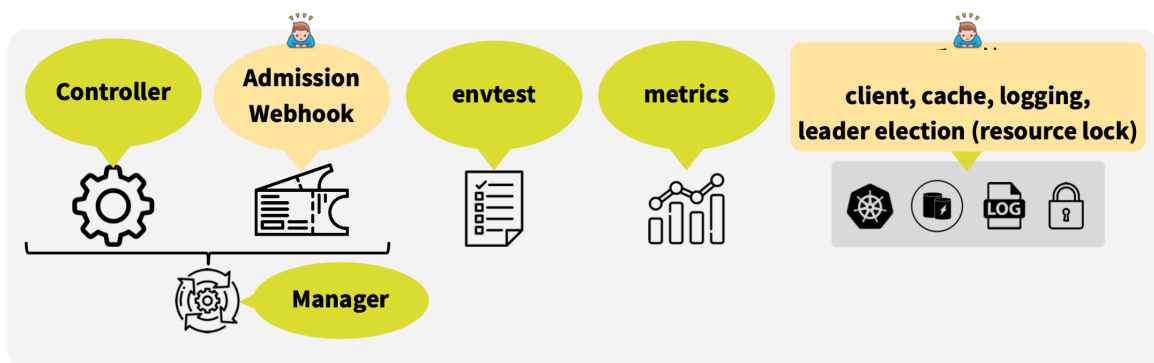 Controller
Admission
Webhook
envtest
metrics
client, cache, logging,
leader election (resource lock)
LOG
Manager